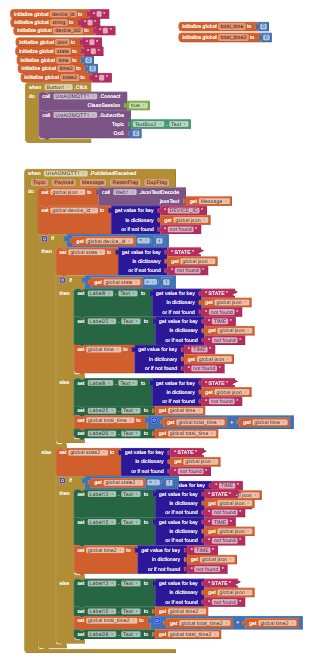 initialize global device_id to " "
initialize global string to " "
initialize global device_id2 to " "
initialize global json to " "
initialize global state to " "
initialize global time to 0
initialize global time2 to 0
initialize global state2 to " "
initialize global total_time to 0
initialize global total_time2 to 0
when Button1 .Click
do call UrsAI2MQTT1 .Connect
CleanSession true
call UrsAI2MQTT1 .Subscribe
Topic TextBox2 . Text
QoS 0
when UrsAI2MQTT1 .PublishedReceived
Topic Payload Message RetainFlag DupFlag
do set global json to call Web1 .JsonTextDecode
jsonText get Message
set global device_id to get value for key " DEVICE_ID "
in dictionary get global json
or if not found " not found "
if get global device_id = 1
then set global state to get value for key " STATE "
in dictionary get global json
or if not found " not found "
if get global state = 1
then set Label9 . Text to get value for key " STATE "
in dictionary get global json
or if not found " not found "
set Label25 . Text to get value for key " TIME "
in dictionary get global json
or if not found " not found "
set global time to get value for key " TIME "
in dictionary get global json
or if not found " not found "
else set Label9 . Text to get value for key " STATE "
in dictionary get global json
or if not found " not found "
set Label25 . Text to get global time
set global total_time to get global total_time + get global time
set Label26 . Text to get global total_time
else set global state2 to get value for key " STATE "
in dictionary get global json
or if not found " not found "
if get global state2 = 1
then set Label13 . Text to get value for key " STATE "
in dictionary get global json
or if not found " not found "
set Label15 . Text to get value for key " TIME "
in dictionary get global json
or if not found " not found "
set global time2 to get value for key " TIME "
in dictionary get global json
or if not found " not found "
else set Label13 . Text to get value for key " STATE "
in dictionary get global json
or if not found " not found "
set Label15 . Text to get global time2
set global total_time2 to get global total_time2 + get global time2
set Label28 . Text to get global total_time2